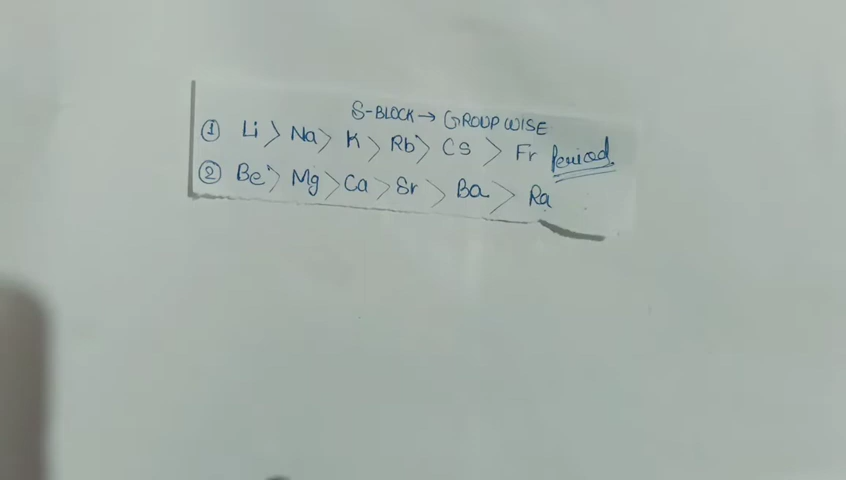 S-BLOCK → GROUP WISE
① Li > Na > K > Rb > Cs > Fr Period.
② Be > Mg > Ca > Sr > Ba > Ra